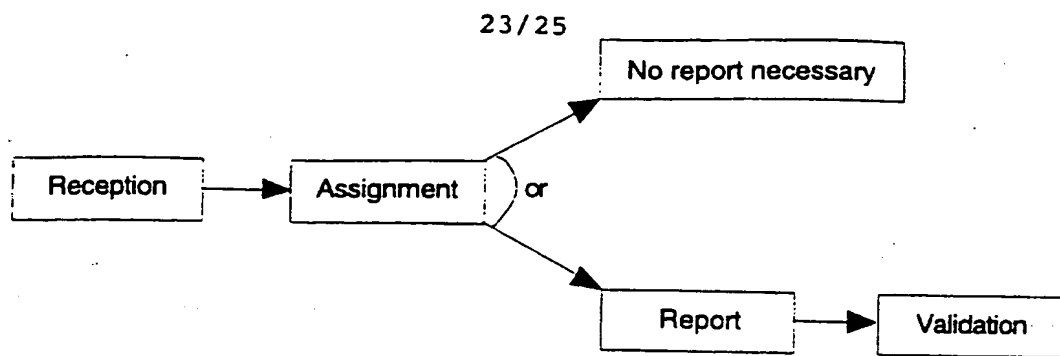 23/25
No report necessary
Reception
Assignment
or
Report
Validation